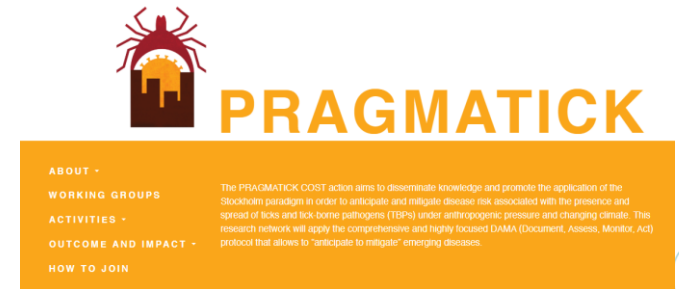 PRAGMATICK
ABOUT
WORKING GROUPS
ACTIVITIES
OUTCOME AND IMPACT
HOW TO JOIN
The PRAGMATICK COST action aims to disseminate knowledge and promote the application of the
Stockholm paradigm in order to anticipate and mitigate disease risk associated with the presence and
spread of ticks and tick-borne pathogens (TBPs) under anthropogenic pressure and changing climate. This
research network will apply the comprehensive and highly focused DAMA (Document, Assess, Monitor, Act)
protocol that allows to "anticipate to mitigate" emerging diseases.